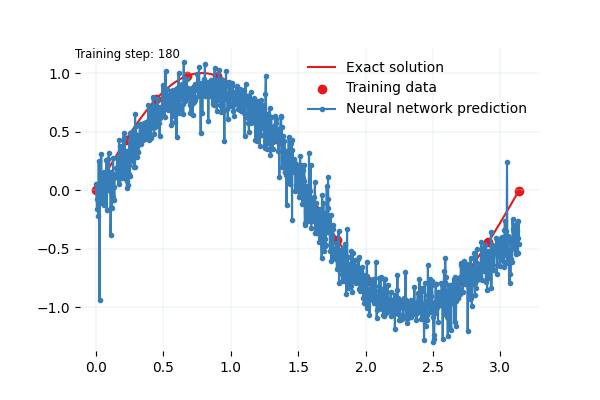 Training step: 180
Exact solution
Training data
Neural network prediction
1.0
0.5
0.0
−0.5
−1.0
0.0 0.5 1.0 1.5 2.0 2.5 3.0